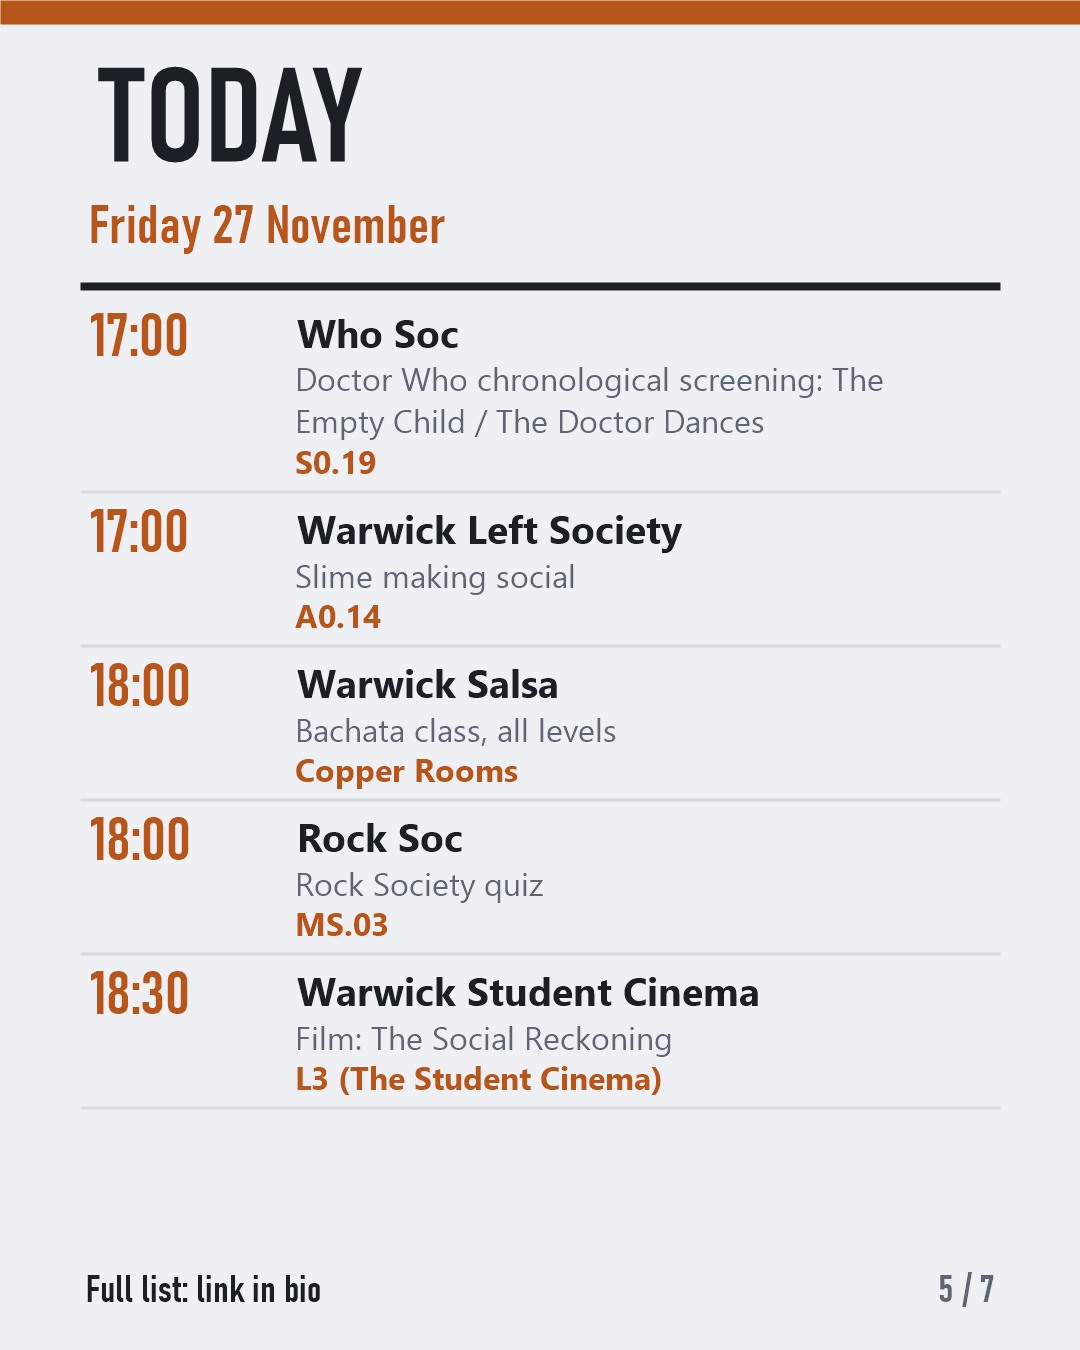 TODAY
Friday 27 November
17:00
Who Soc
Doctor Who chronological screening: The
Empty Child / The Doctor Dances
S0.19
17:00
Warwick Left Society
Slime making social
A0.14
18:00
Warwick Salsa
Bachata class, all levels
Copper Rooms
18:00
Rock Soc
Rock Society quiz
MS.03
18:30
Warwick Student Cinema
Film: The Social Reckoning
L3 (The Student Cinema)
Full list: link in bio
5 / 7